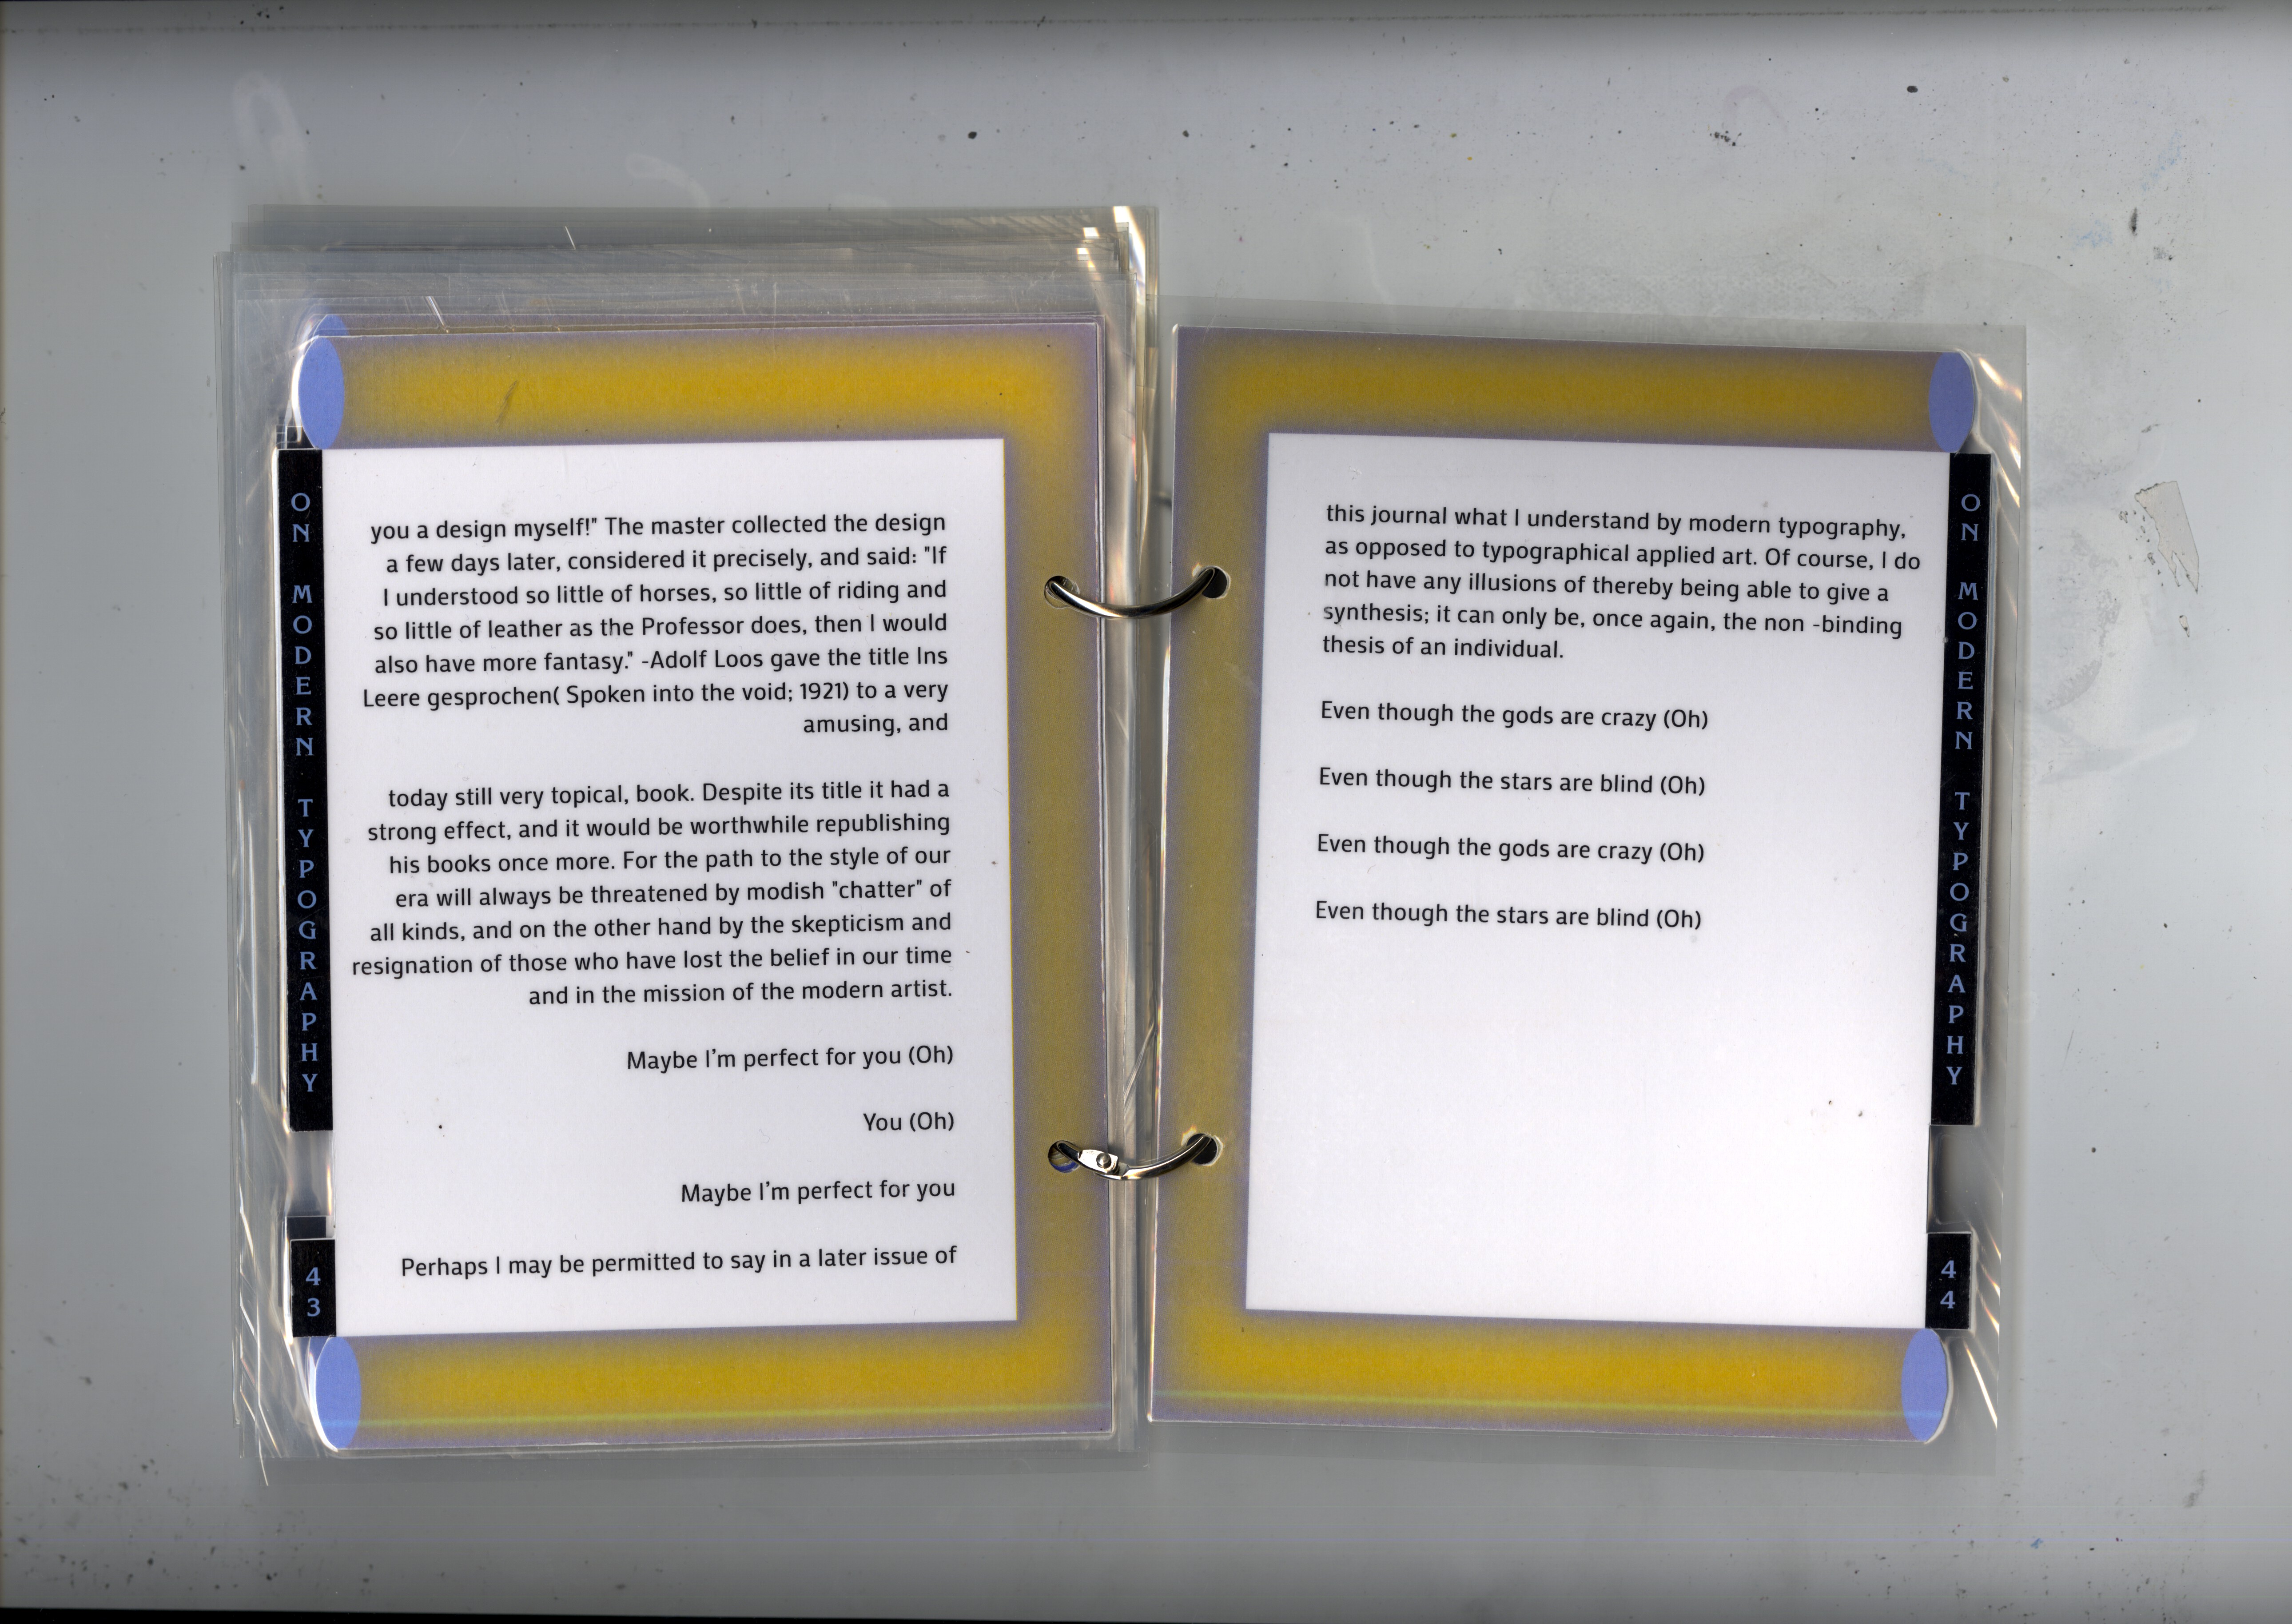 ON MODERN TYPOGRAPHY
you a design myself!" The master collected the design
a few days later, considered it precisely, and said: "If
I understood so little of horses, so little of riding and
so little of leather as the Professor does, then I would
also have more fantasy." -Adolf Loos gave the title Ins
Leere gesprochen( Spoken into the void; 1921) to a very
amusing, and
today still very topical, book. Despite its title it had a
strong effect, and it would be worthwhile republishing
his books once more. For the path to the style of our
era will always be threatened by modish "chatter" of
all kinds, and on the other hand by the skepticism and
resignation of those who have lost the belief in our time
and in the mission of the modern artist.
Maybe I’m perfect for you (Oh)
You (Oh)
Maybe I’m perfect for you
Perhaps I may be permitted to say in a later issue of
43
this journal what I understand by modern typography,
as opposed to typographical applied art. Of course, I do
not have any illusions of thereby being able to give a
synthesis; it can only be, once again, the non -binding
thesis of an individual.
Even though the gods are crazy (Oh)
Even though the stars are blind (Oh)
Even though the gods are crazy (Oh)
Even though the stars are blind (Oh)
ON MODERN TYPOGRAPHY
44